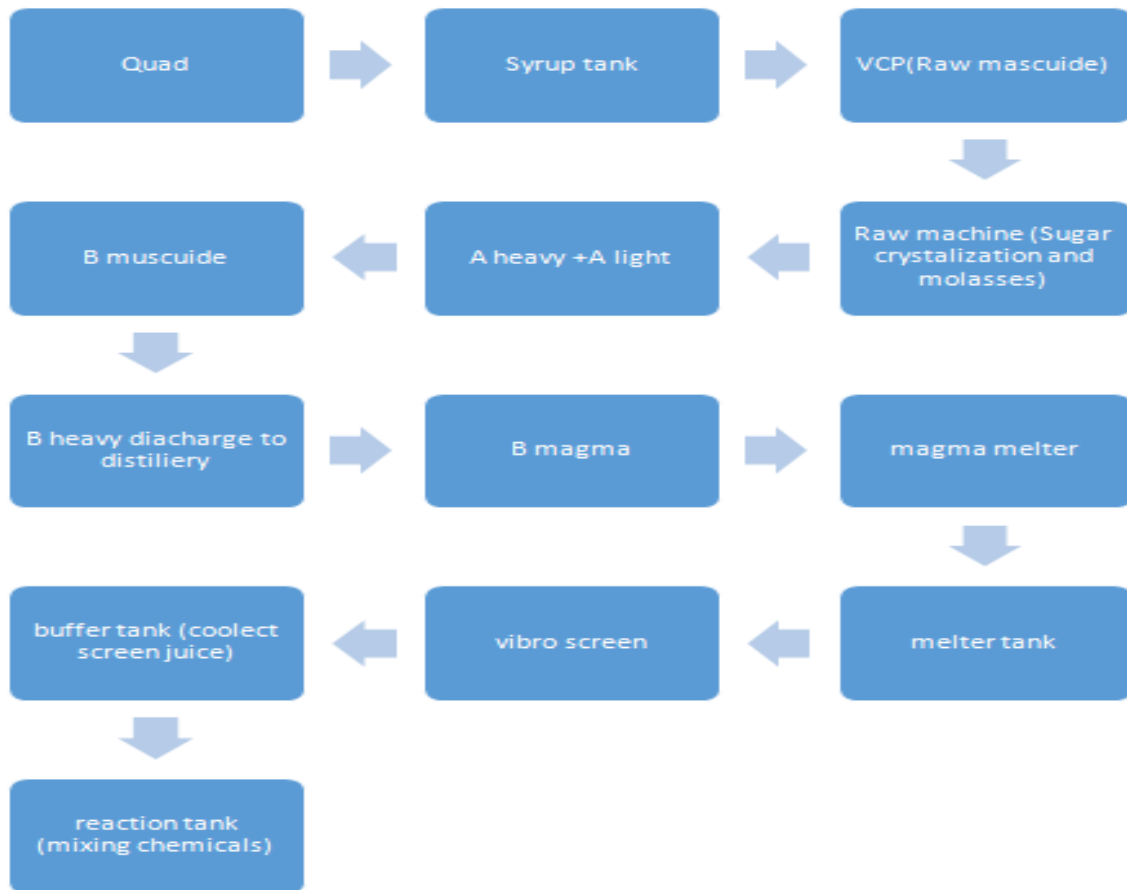 Quad
Syrup tank
VCP(Raw mascuide)
Raw machine (Sugar
crystalization and
molasses)
A heavy +A light
B muscuide
B heavy diacharge to
distiliery
B magma
magma melter
melter tank
vibro screen
buffer tank (coolect
screen juice)
reaction tank
(mixing chemicals)